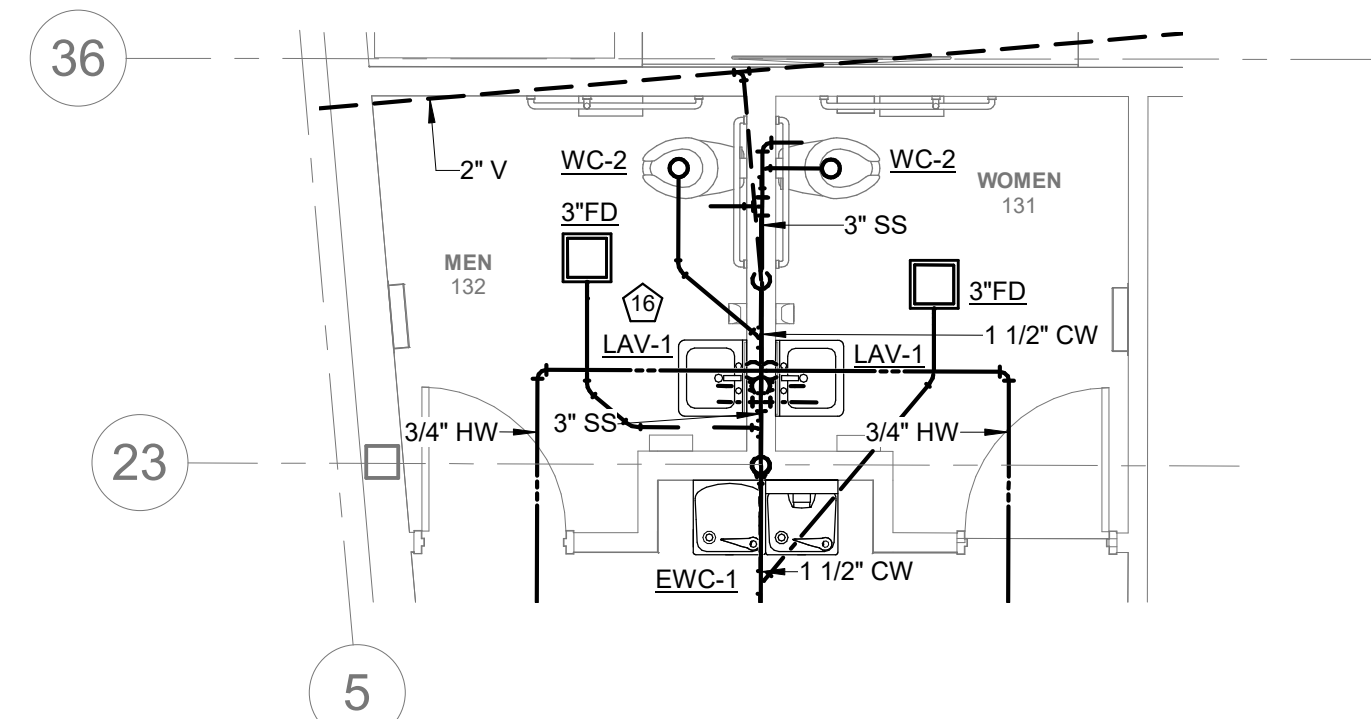 36
2" V
WC-2
WC-2
WOMEN
131
3"FD
3" SS
MEN
132
16
3"FD
LAV-1
1 1/2" CW
LAV-1
3/4" HW
3" SS
3/4" HW
23
EWC-1
1 1/2" CW
5